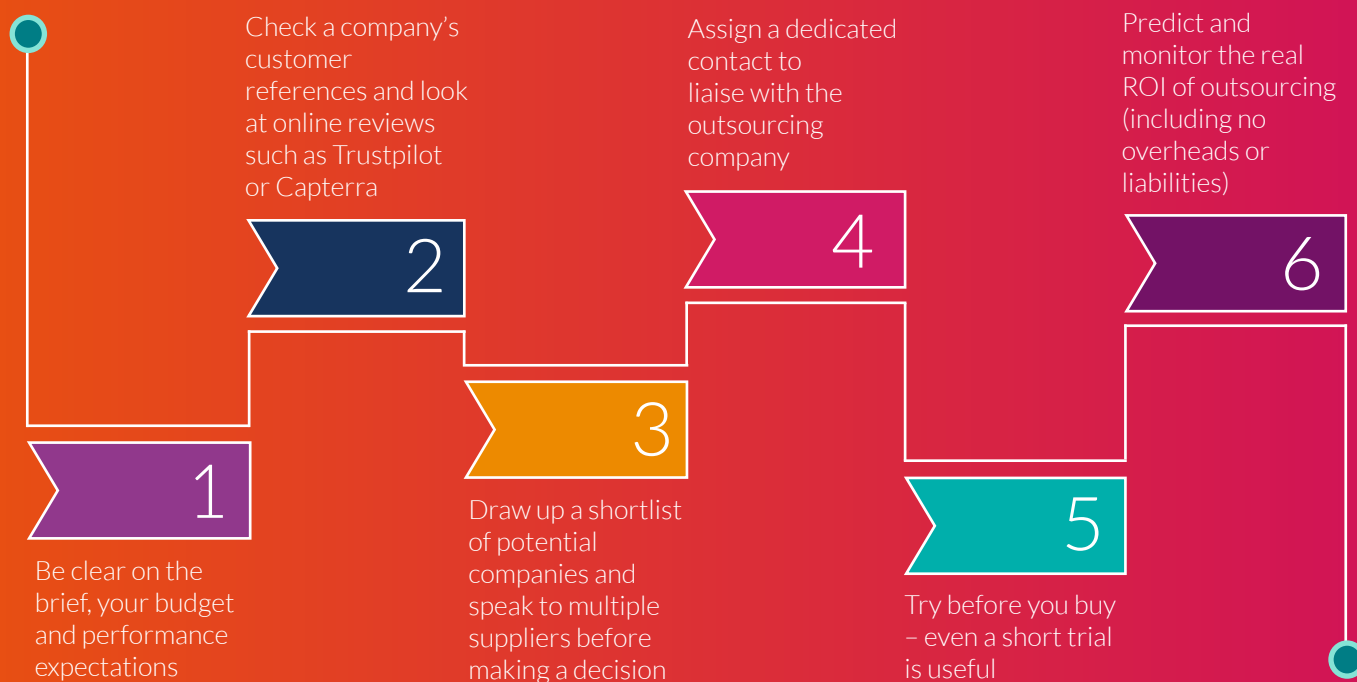 1
Be clear on the
brief, your budget
and performance
expectations
Check a company’s
customer
references and look
at online reviews
such as Trustpilot
or Capterra
2
3
Draw up a shortlist
of potential
companies and
speak to multiple
suppliers before
making a decision
Assign a dedicated
contact to
liaise with the
outsourcing
company
4
5
Try before you buy
– even a short trial
is useful
Predict and
monitor the real
ROI of outsourcing
(including no
overheads or
liabilities)
6